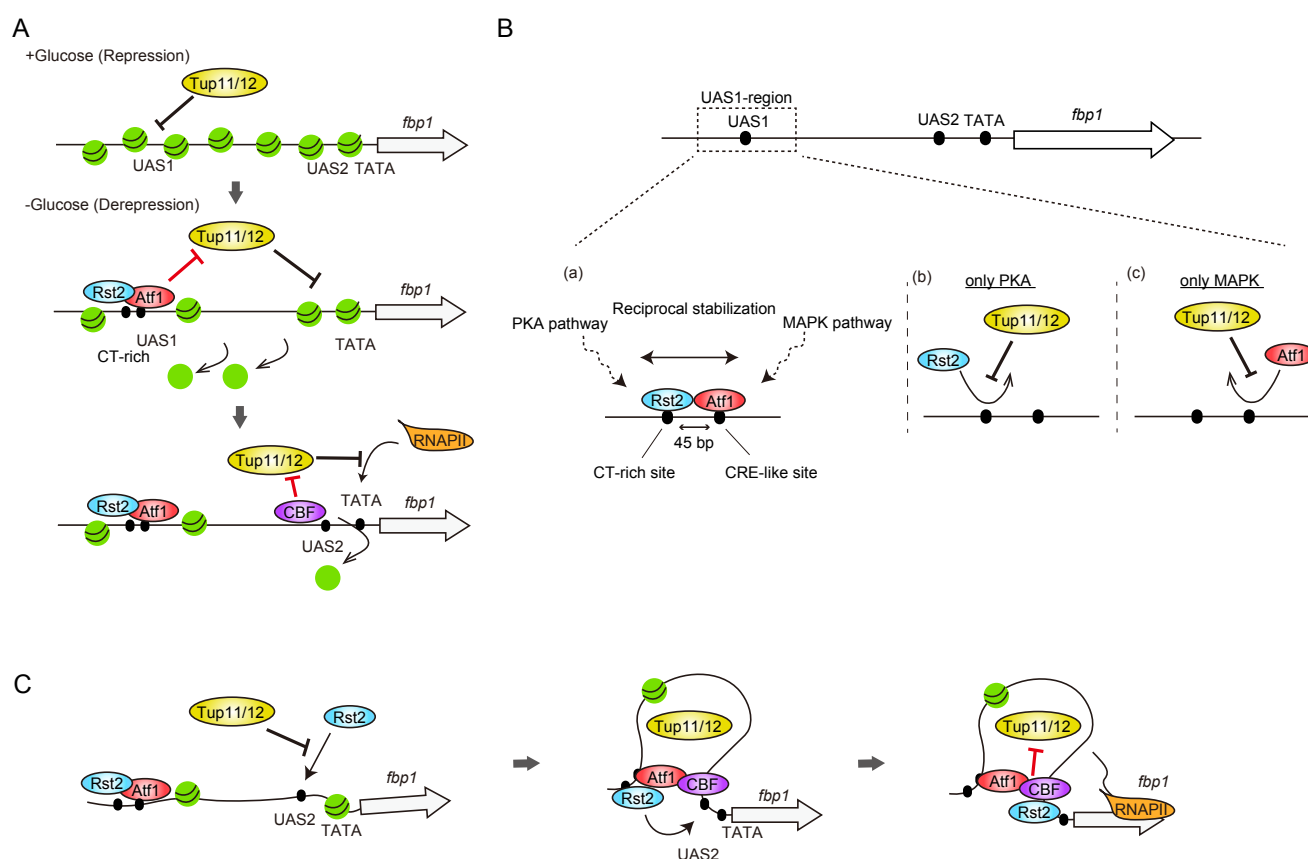 A
+Glucose (Repression)
Tup11/12
fbp1
UAS1
UAS2 TATA
-Glucose (Derepression)
Tup11/12
fbp1
Rst2
Atf1
UAS1
TATA
CT-rich
RNAPII
Tup11/12
TATA
fbp1
Rst2
Atf1
CBF
UAS2
B
UAS1-region
UAS1
UAS2 TATA
fbp1
(a)
Reciprocal stabilization
PKA pathway
MAPK pathway
Rst2
Atf1
45 bp
CT-rich site
CRE-like site
(b)
only PKA
Tup11/12
Rst2
(c)
only MAPK
Tup11/12
Atf1
C
Tup11/12
Rst2
Rst2
Atf1
UAS2
TATA
Tup11/12
Atf1
CBF
Rst2
fbp1
TATA
UAS2
Tup11/12
Atf1
CBF
Rst2
fbp1
RNAPII